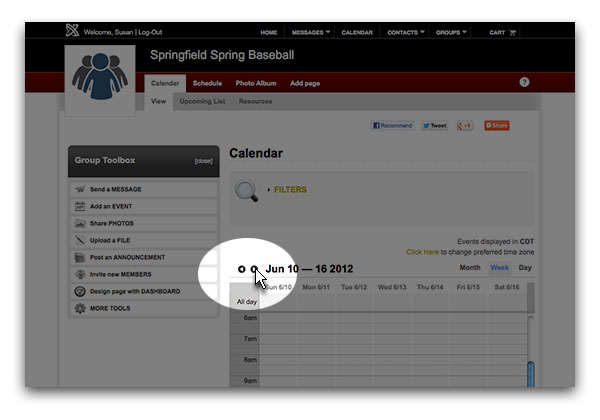 Welcome, Susan | Log-Out HOME MESSAGES CALENDAR CONTACTS GROUPS CART
Springfield Spring Baseball
Calendar Schedule Photo Album Add page ?
View Upcoming List Resources
Recommend Tweet +1 Share
Group Toolbox [close]
Send a MESSAGE
Add an EVENT
Share PHOTOS
Upload a FILE
Post an ANNOUNCEMENT
Invite new MEMBERS
Design page with DASHBOARD
MORE TOOLS
Calendar
FILTERS
Events displayed in CDT
Click Here to change preferred time zone
Jun 10 — 16 2012 Month Week Day
Sun 6/10 Mon 6/11 Tue 6/12 Wed 6/13 Thu 6/14 Fri 6/15 Sat 6/16
All day
6am
7am
8am
9am